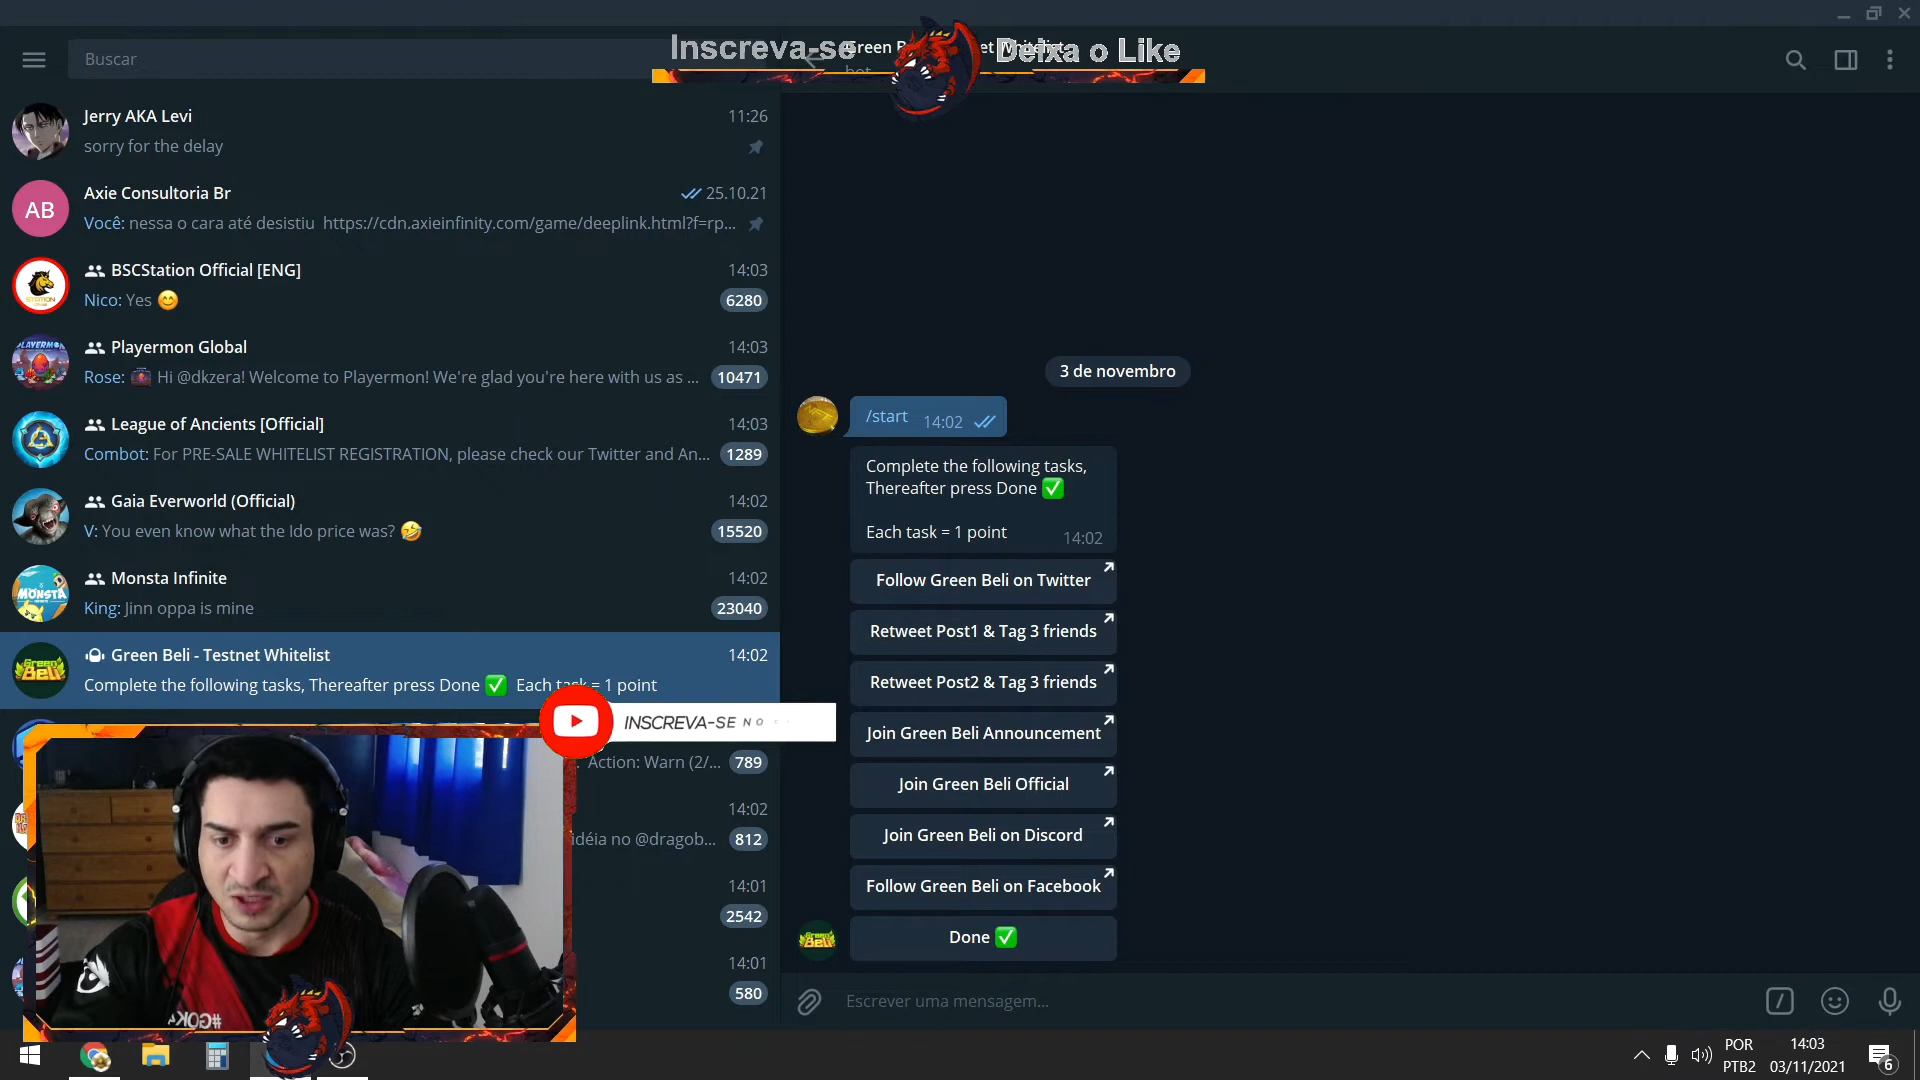 Inscreva-se
Deixa o Like
Buscar
Jerry AKA Levi
11:26
sorry for the delay
AB
Axie Consultoria Br
25.10.21
Você: nessa o cara até desistiu https://cdn.axieinfinity.com/game/deeplink.html?f=rp...
BSCStation Official [ENG]
14:03
Nico: Yes 😊
6280
Playermon Global
14:03
Rose: Hi @dkzera! Welcome to Playermon! We're glad you're here with us as ...
10471
League of Ancients [Official]
14:03
Combot: For PRE-SALE WHITELIST REGISTRATION, please check our Twitter and An...
1289
Gaia Everworld (Official)
14:02
V: You even know what the Ido price was? 🤣
15520
Monsta Infinite
14:02
King: Jinn oppa is mine
23040
Green Beli - Testnet Whitelist
14:02
Complete the following tasks, Thereafter press Done ✅ Each task = 1 point
INSCREVA-SE NO
Action: Warn (2/...
789
14:02
idéia no @dragob...
812
14:01
2542
14:01
580
3 de novembro
/start
14:02
Complete the following tasks,
Thereafter press Done ✅
Each task = 1 point
14:02
Follow Green Beli on Twitter
Retweet Post1 & Tag 3 friends
Retweet Post2 & Tag 3 friends
Join Green Beli Announcement
Join Green Beli Official
Join Green Beli on Discord
Follow Green Beli on Facebook
Done ✅
Escrever uma mensagem...
POR
PTB2
14:03
03/11/2021
6